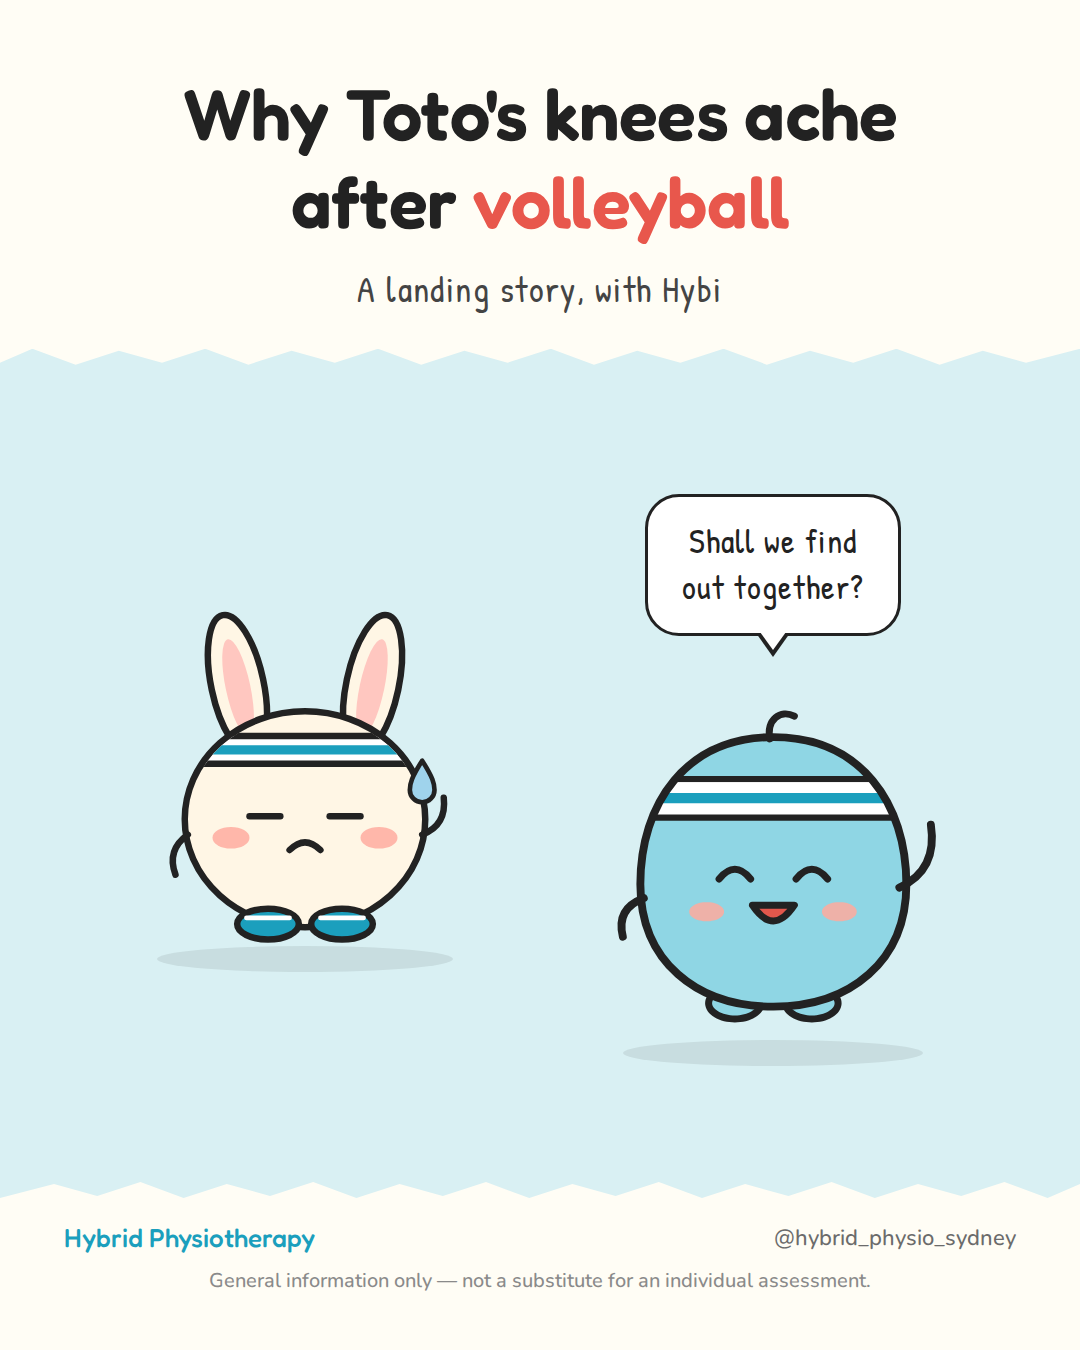 Why Toto's knees ache
after volleyball
A landing story, with Hybi
Shall we find
out together?
Hybrid Physiotherapy
@hybrid_physio_sydney
General information only — not a substitute for an individual assessment.